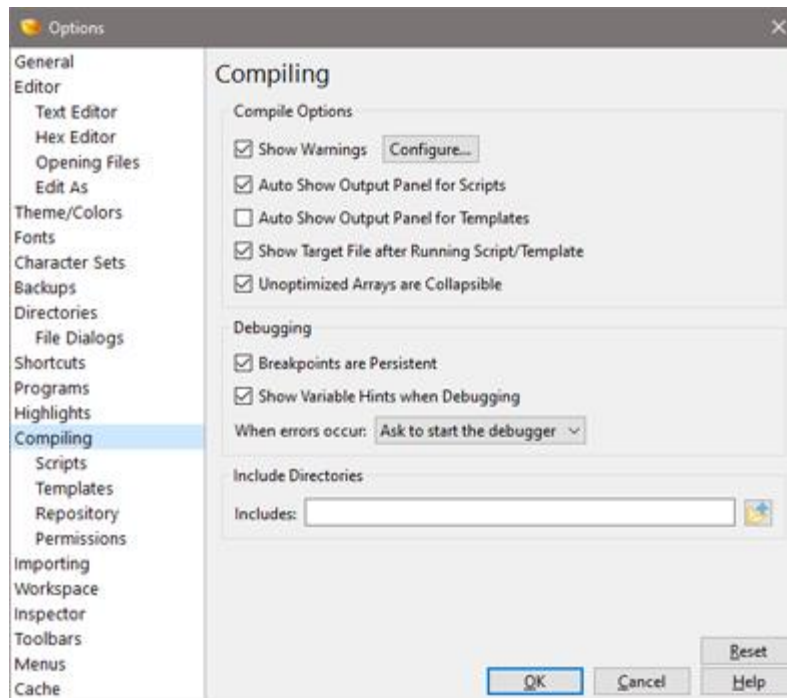 Options
General
Editor
Text Editor
Hex Editor
Opening Files
Edit As
Theme/Colors
Fonts
Character Sets
Backups
Directories
File Dialogs
Shortcuts
Programs
Highlights
Compiling
Scripts
Templates
Repository
Permissions
Importing
Workspace
Inspector
Toolbars
Menus
Cache
Compiling
Compile Options
Show Warnings Configure...
Auto Show Output Panel for Scripts
Auto Show Output Panel for Templates
Show Target File after Running Script/Template
Unoptimized Arrays are Collapsible
Debugging
Breakpoints are Persistent
Show Variable Hints when Debugging
When errors occur: Ask to start the debugger
Include Directories
Includes:
Reset
OK Cancel Help